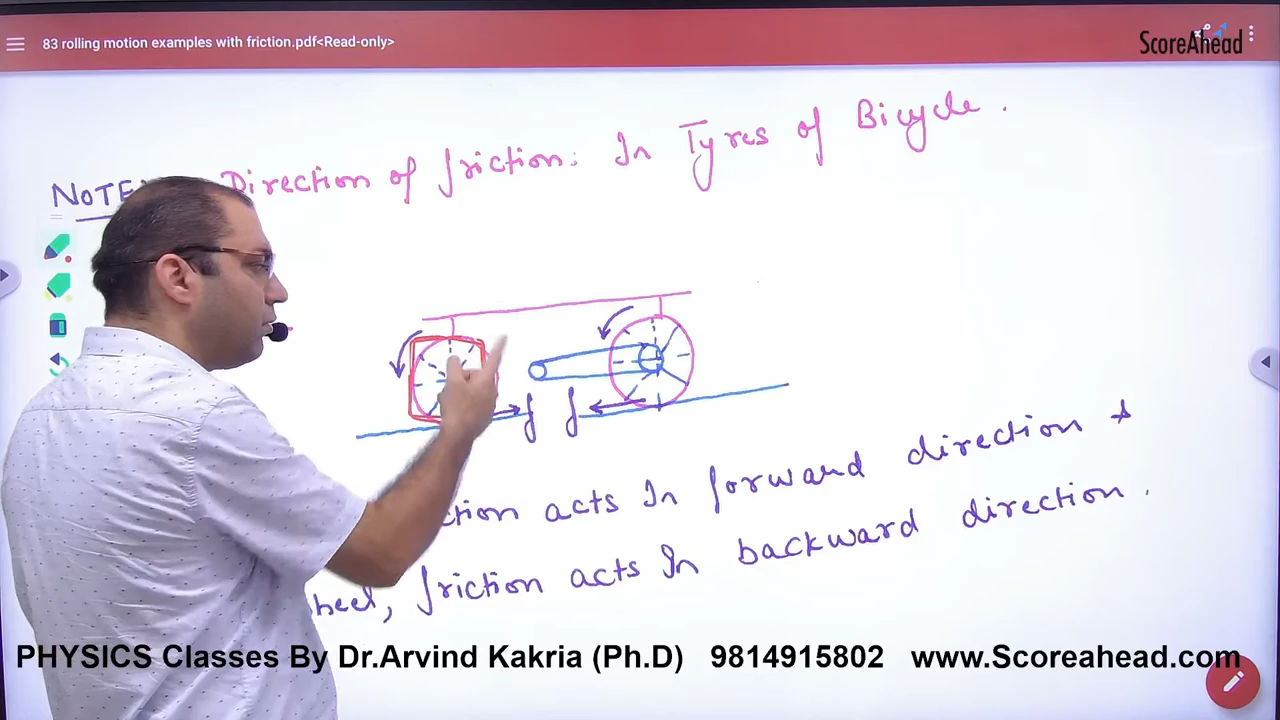 83 rolling motion examples with friction.pdf<Read-only>
ScoreAhead
NOTE: Direction of friction: In Tyres of Bicycle.
f f
ction acts In forward direction &
heel, friction acts In backward direction.
PHYSICS Classes By Dr.Arvind Kakria (Ph.D) 9814915802 www.Scoreahead.com